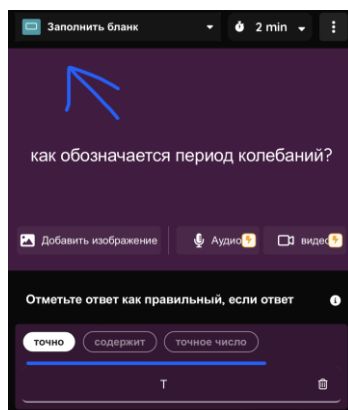 Заполнить бланк
2 min
как обозначается период колебаний?
Добавить изображение
Аудио
видео
Отметьте ответ как правильный, если ответ
точно
содержит
точное число
T